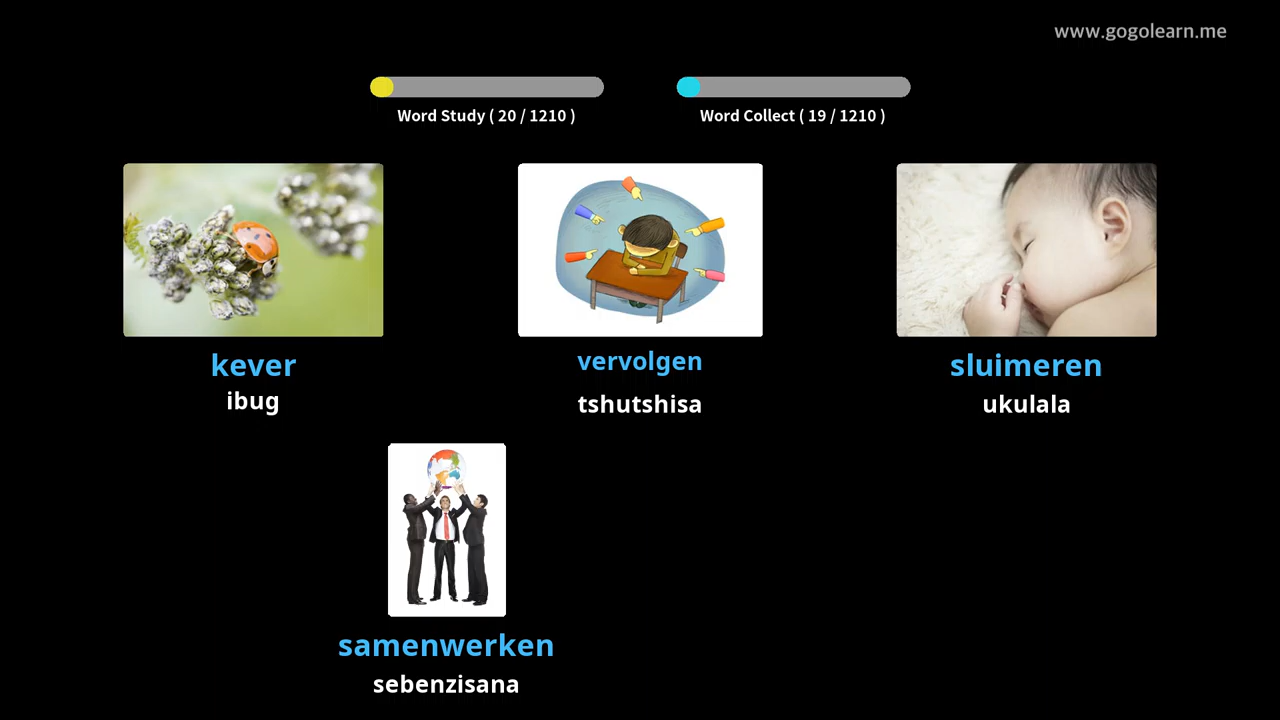 www.gogolearn.me
Word Study ( 20 / 1210 )
Word Collect ( 19 / 1210 )
kever
ibug
vervolgen
tshutshisa
sluimeren
ukulala
samenwerken
sebenzisana